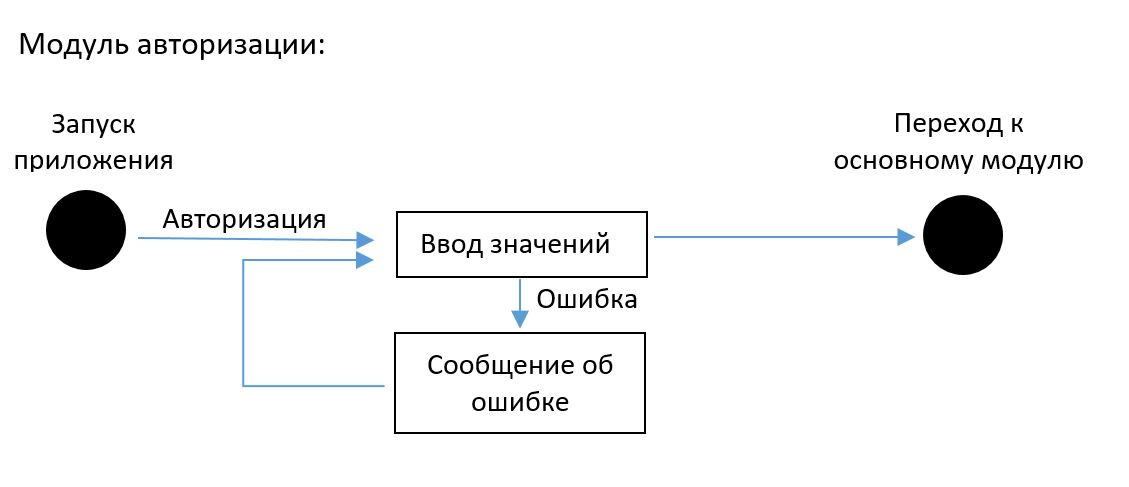 Модуль авторизации:
Запуск
приложения
Переход к
основному модулю
Авторизация
Ввод значений
Ошибка
Сообщение об
ошибке